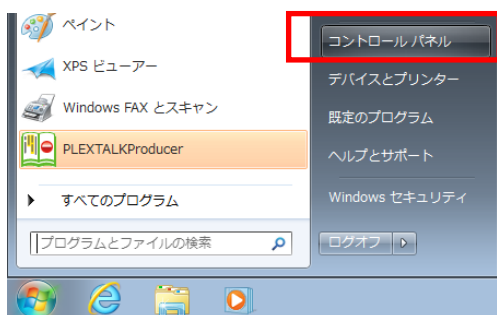 ペイント
XPS ビューアー
Windows FAX とスキャン
PLEXTALKProducer
すべてのプログラム
プログラムとファイルの検索
コントロール パネル
デバイスとプリンター
既定のプログラム
ヘルプとサポート
Windows セキュリティ
ログオフ